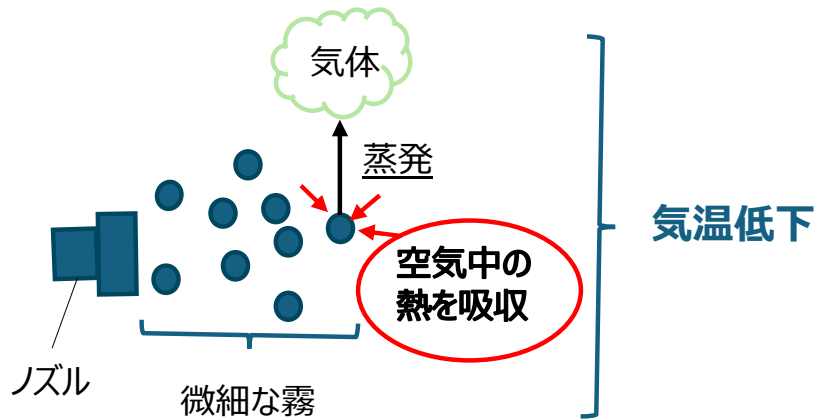 気体
蒸発
気温低下
空気中の
熱を吸収
ノズル
微細な霧